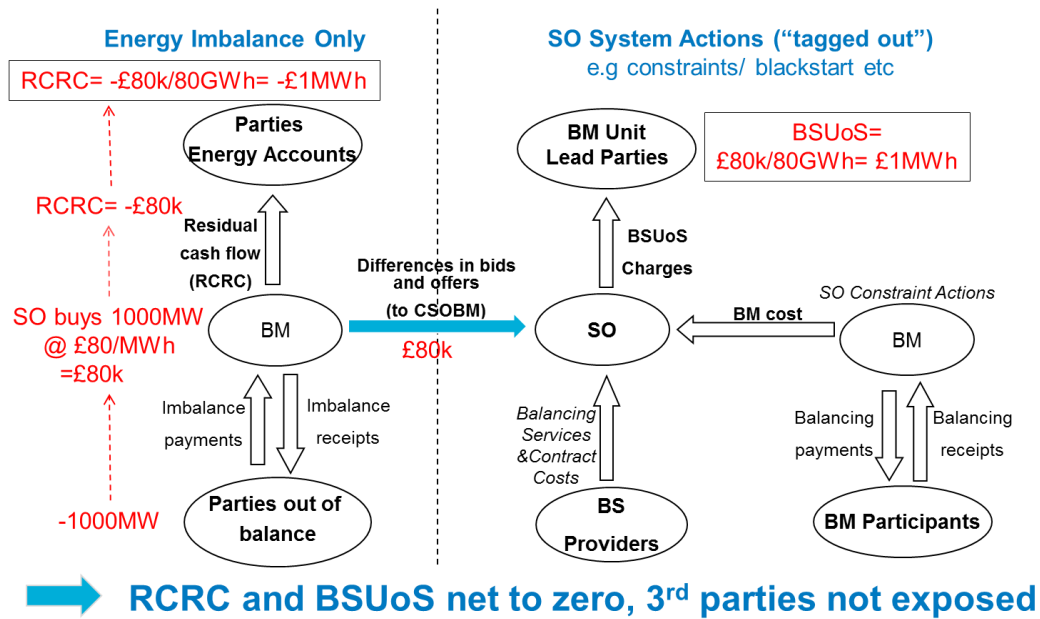 Energy Imbalance Only
RCRC= -£80k/80GWh= -£1MWh
Parties
Energy Accounts
RCRC= -£80k
Residual
cash flow
(RCRC)
SO buys 1000MW
@ £80/MWh
=£80k
BM
Differences in bids
and offers
(to CSOBM)
£80k
Imbalance
payments
Imbalance
receipts
-1000MW
Parties out of
balance
SO System Actions (“tagged out”)
e.g constraints/ blackstart etc
BM Unit
Lead Parties
BSUoS=
£80k/80GWh= £1MWh
BSUoS
Charges
SO
BM cost
SO Constraint Actions
BM
Balancing
Services
&Contract
Costs
Balancing
payments
Balancing
receipts
BS
Providers
BM Participants
RCRC and BSUoS net to zero, 3rd parties not exposed